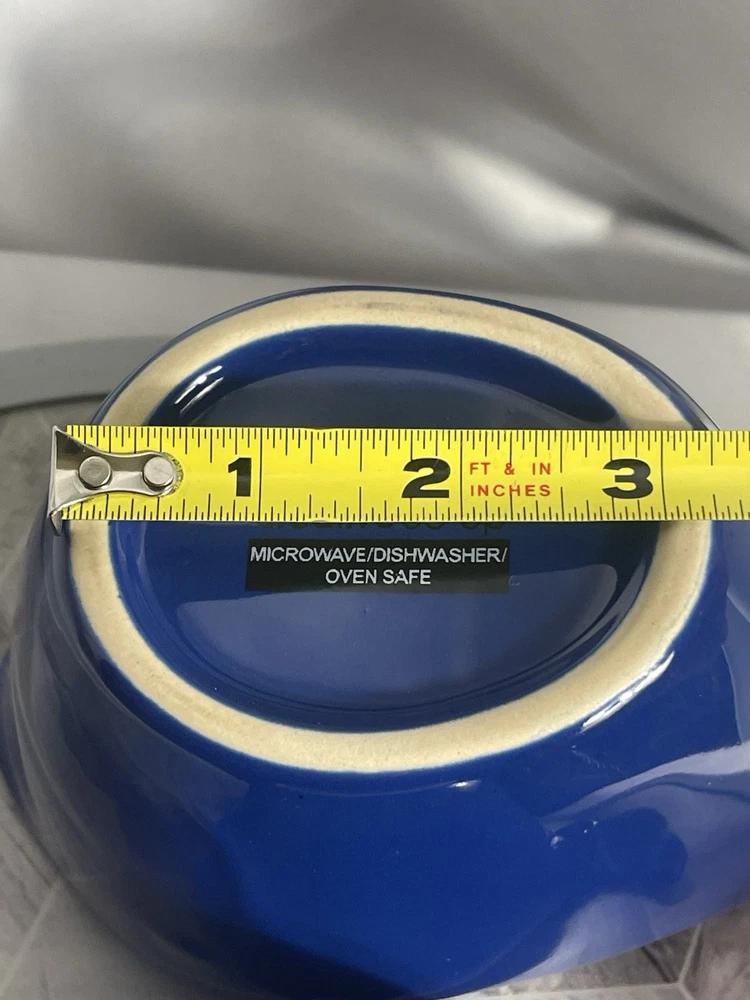 1 2 FT & IN 3
INCHES
MICROWAVE/DISHWASHER/
OVEN SAFE